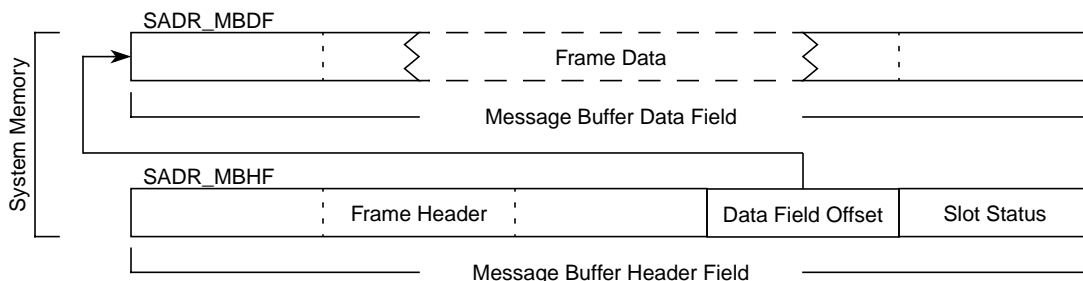 SADR_MBDF
Frame Data
Message Buffer Data Field
System Memory
SADR_MBHF
Frame Header Data Field Offset Slot Status
Message Buffer Header Field